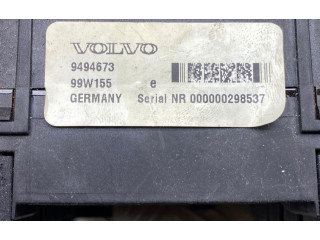 VOLVO
9494673
99W155 e
GERMANY Serial NR 000000298537